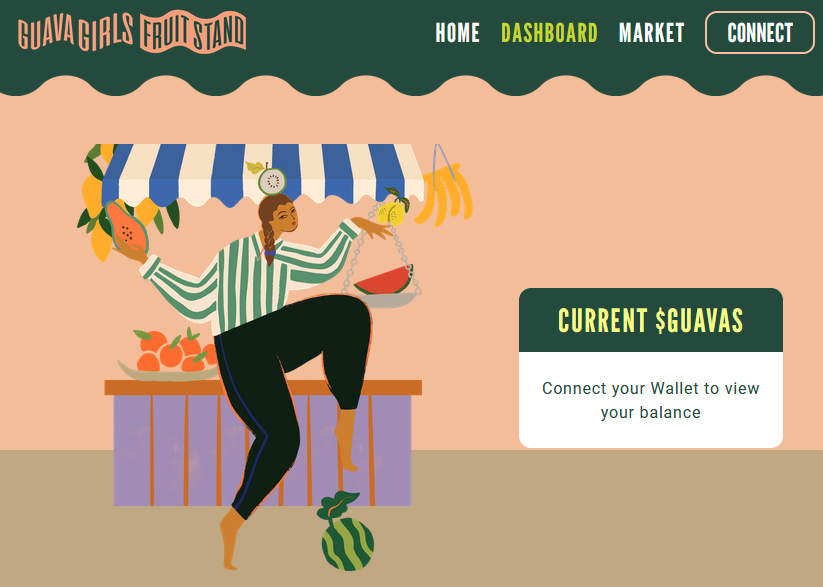 GUAVA GIRLS FRUIT STAND
HOME DASHBOARD MARKET CONNECT
CURRENT $GUAVAS
Connect your Wallet to view
your balance